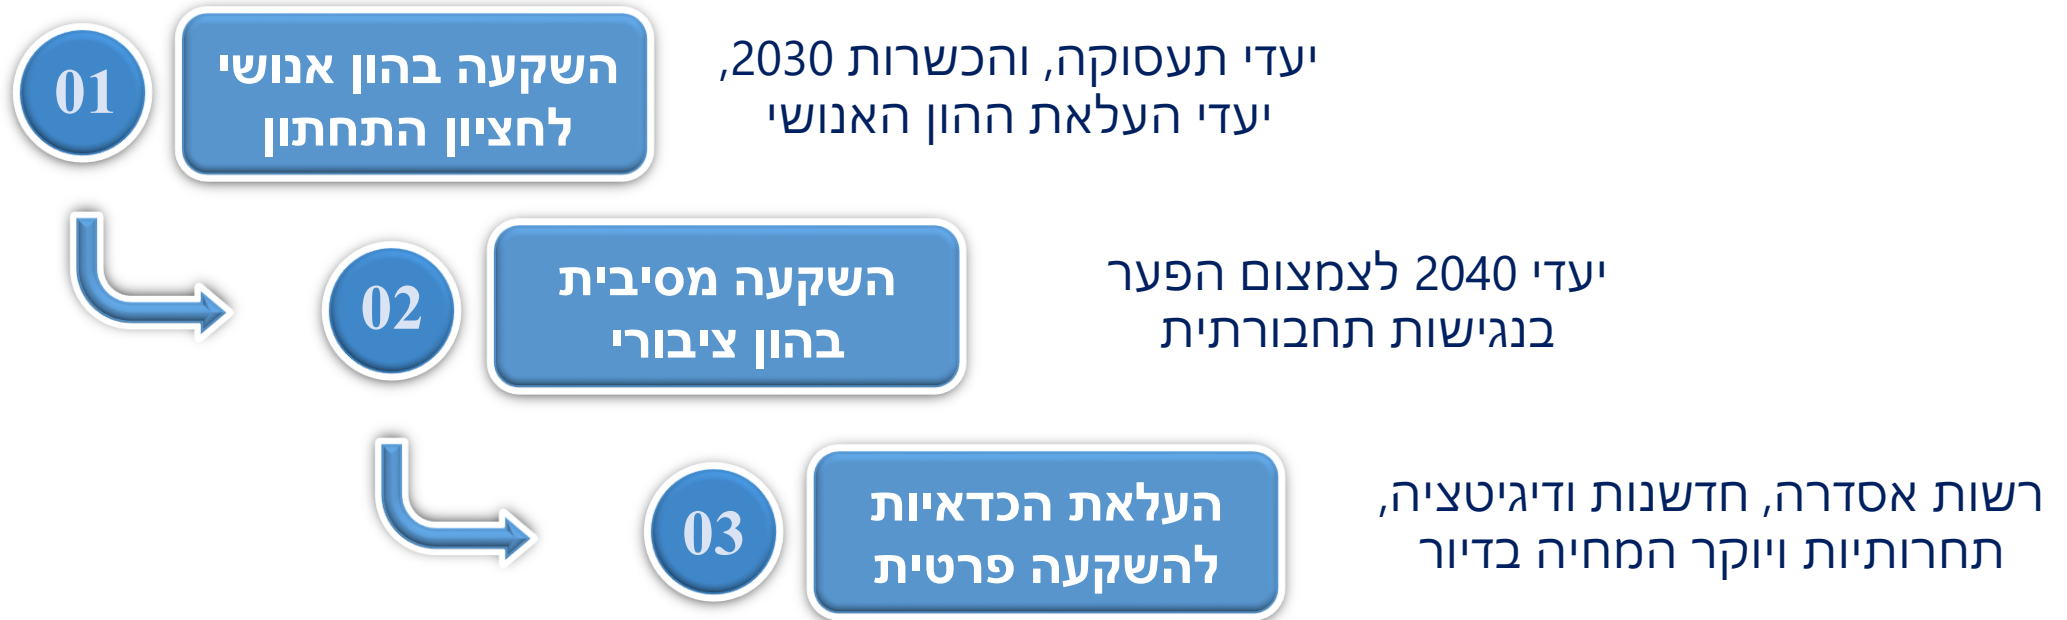 01
השקעה בהון אנושי
לחציון התחתון
יעדי תעסוקה, והכשרות 2030,
יעדי העלאת ההון האנושי
02
השקעה מסיבית
בהון ציבורי
יעדי 2040 לצמצום הפער
בנגישות תחבורתית
03
העלאת הכדאיות
להשקעה פרטית
רשות אסדרה, חדשנות ודיגיטציה,
תחרותיות ויוקר המחיה בדיור